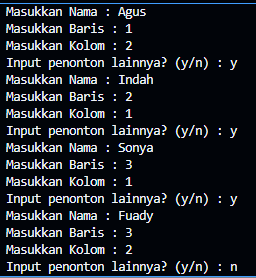 Masukkan Nama : Agus
Masukkan Baris : 1
Masukkan Kolom : 2
Input penonton lainnya? (y/n) : y
Masukkan Nama : Indah
Masukkan Baris : 2
Masukkan Kolom : 1
Input penonton lainnya? (y/n) : y
Masukkan Nama : Sonya
Masukkan Baris : 3
Masukkan Kolom : 1
Input penonton lainnya? (y/n) : y
Masukkan Nama : Fuady
Masukkan Baris : 3
Masukkan Kolom : 2
Input penonton lainnya? (y/n) : n